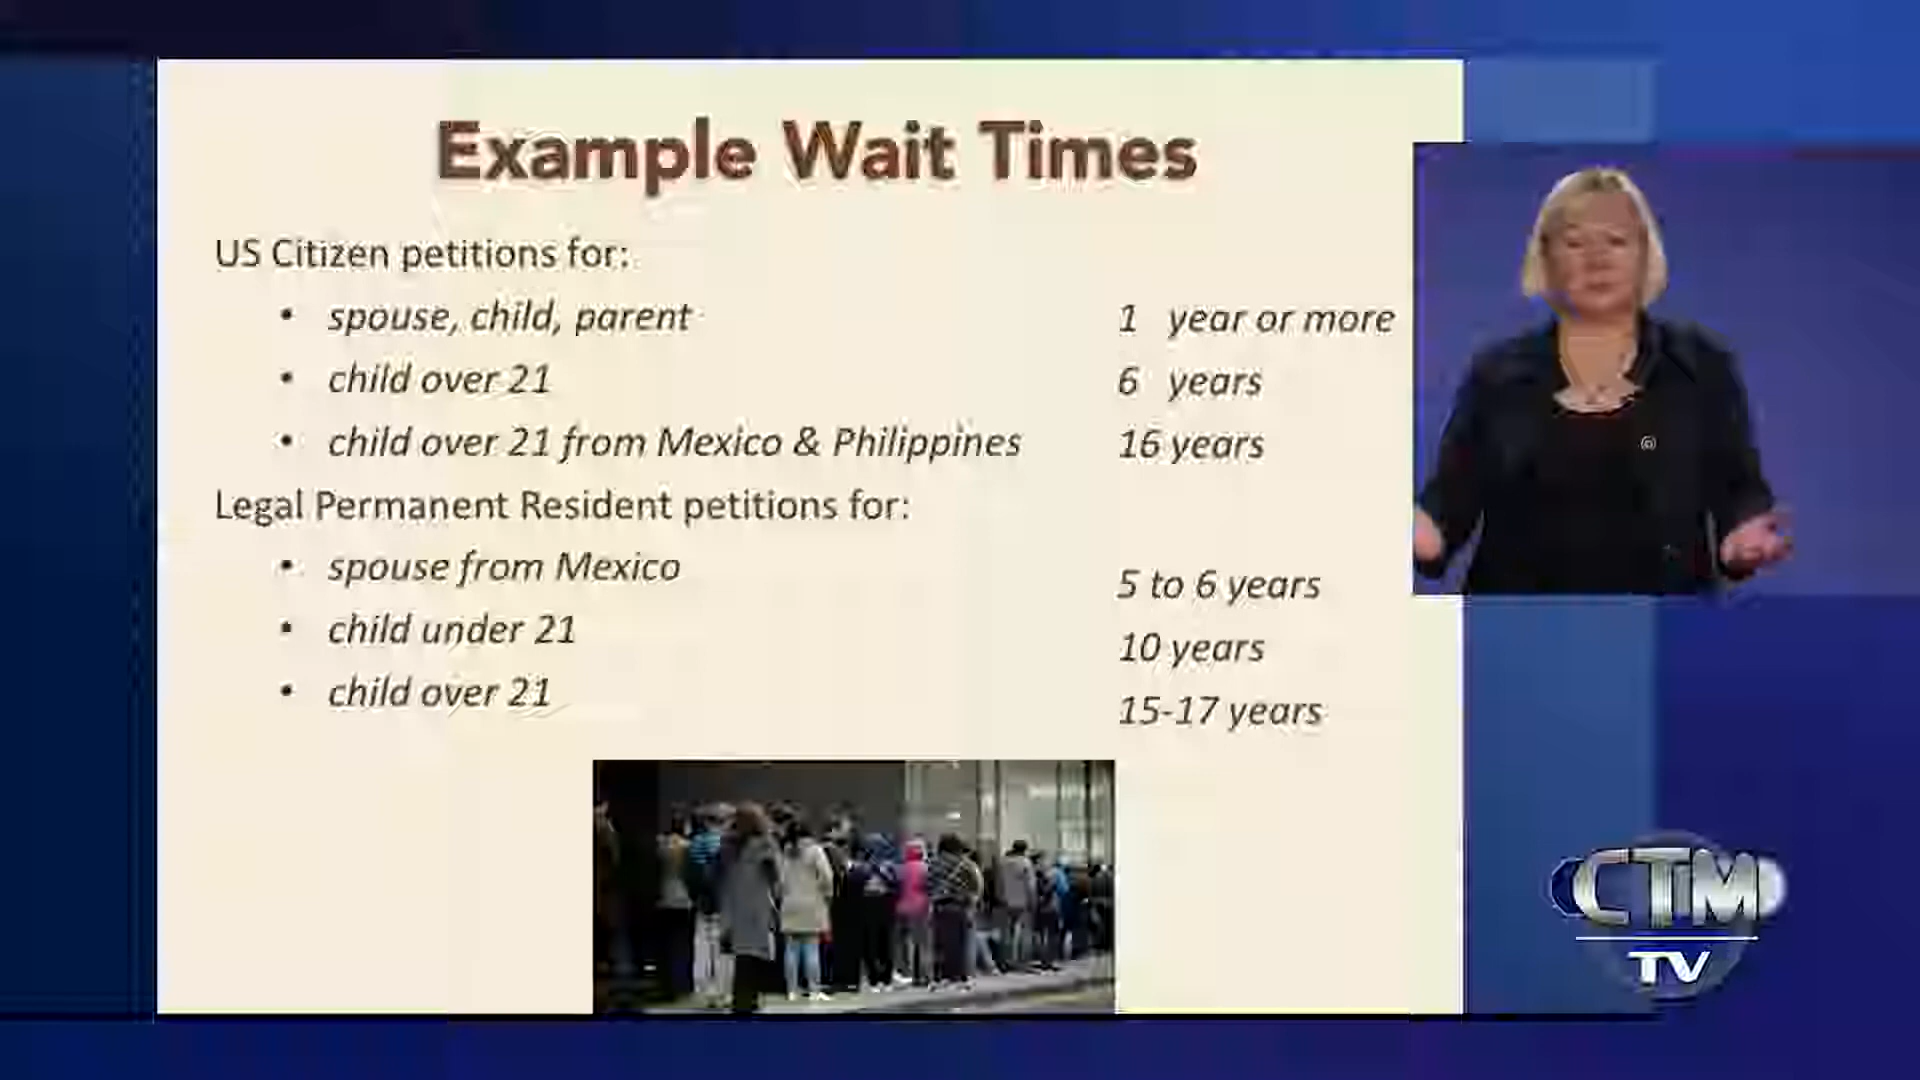 Example Wait Times
US Citizen petitions for:
• spouse, child, parent 1 year or more
• child over 21 6 years
• child over 21 from Mexico & Philippines 16 years
Legal Permanent Resident petitions for:
• spouse from Mexico 5 to 6 years
• child under 21 10 years
• child over 21 15-17 years
CTM
TV